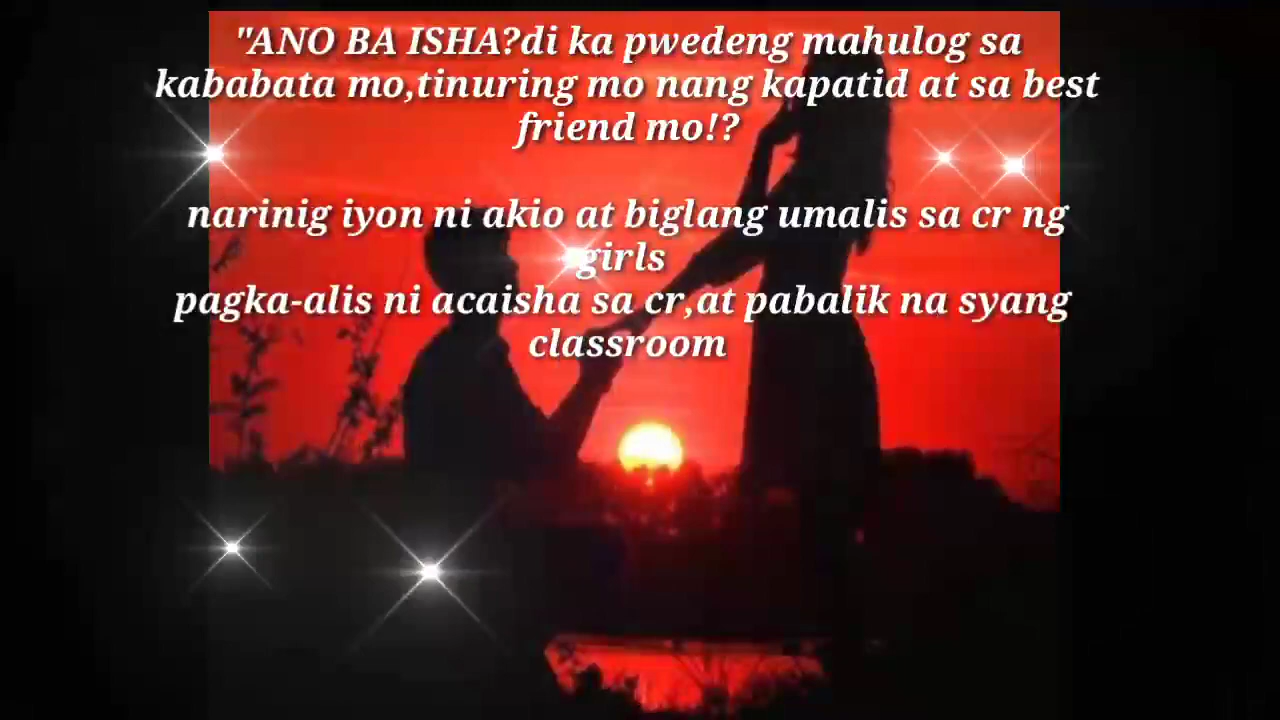 "ANO BA ISHA?di ka pwedeng mahulog sa
kababata mo,tinuring mo nang kapatid at sa best
friend mo!?
narinig iyon ni akio at biglang umalis sa cr ng
girls
pagka-alis ni acaisha sa cr,at pabalik na syang
classroom